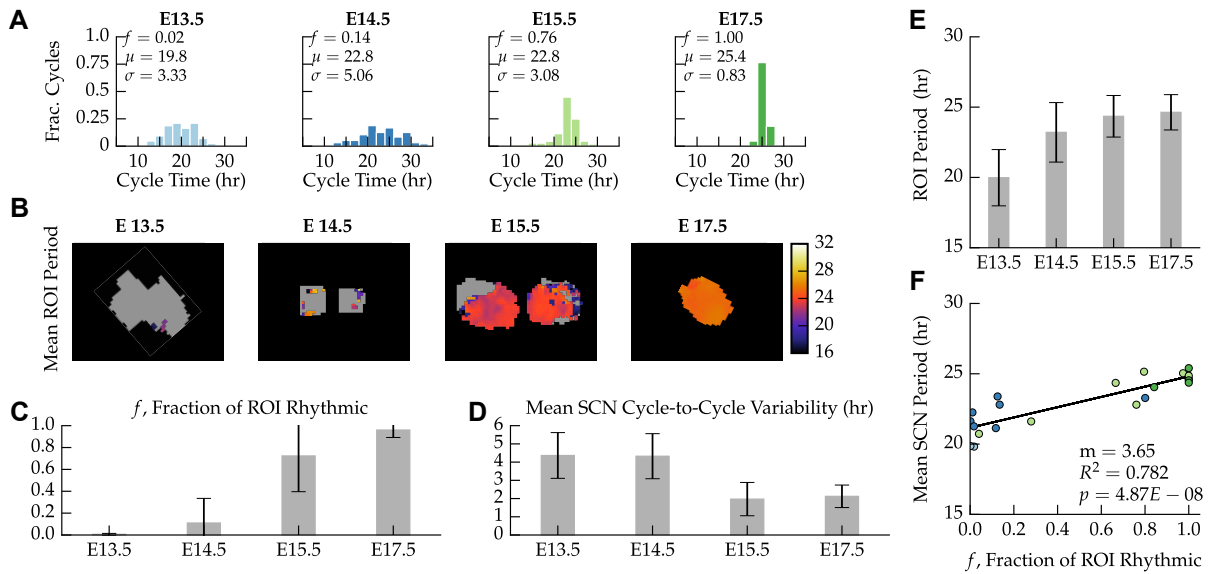 A
E13.5
E14.5
E15.5
E17.5
Frac. Cycles
1.0
0.75
0.5
0.25
0
f = 0.02
μ = 19.8
σ = 3.33
f = 0.14
μ = 22.8
σ = 5.06
f = 0.76
μ = 22.8
σ = 3.08
f = 1.00
μ = 25.4
σ = 0.83
10 20 30
10 20 30
10 20 30
10 20 30
Cycle Time (hr)
Cycle Time (hr)
Cycle Time (hr)
Cycle Time (hr)
B
Mean ROI Period
E 13.5
E 14.5
E 15.5
E 17.5
32
28
24
20
16
C
f, Fraction of ROI Rhythmic
1.0
0.8
0.6
0.4
0.2
0.0
E13.5 E14.5 E15.5 E17.5
D
Mean SCN Cycle-to-Cycle Variability (hr)
6
5
4
3
2
1
0
E13.5 E14.5 E15.5 E17.5
E
ROI Period (hr)
30
25
20
15
E13.5 E14.5 E15.5 E17.5
F
Mean SCN Period (hr)
30
25
20
15
m = 3.65
R² = 0.782
p = 4.87E − 08
0.0 0.2 0.4 0.6 0.8 1.0
f, Fraction of ROI Rhythmic